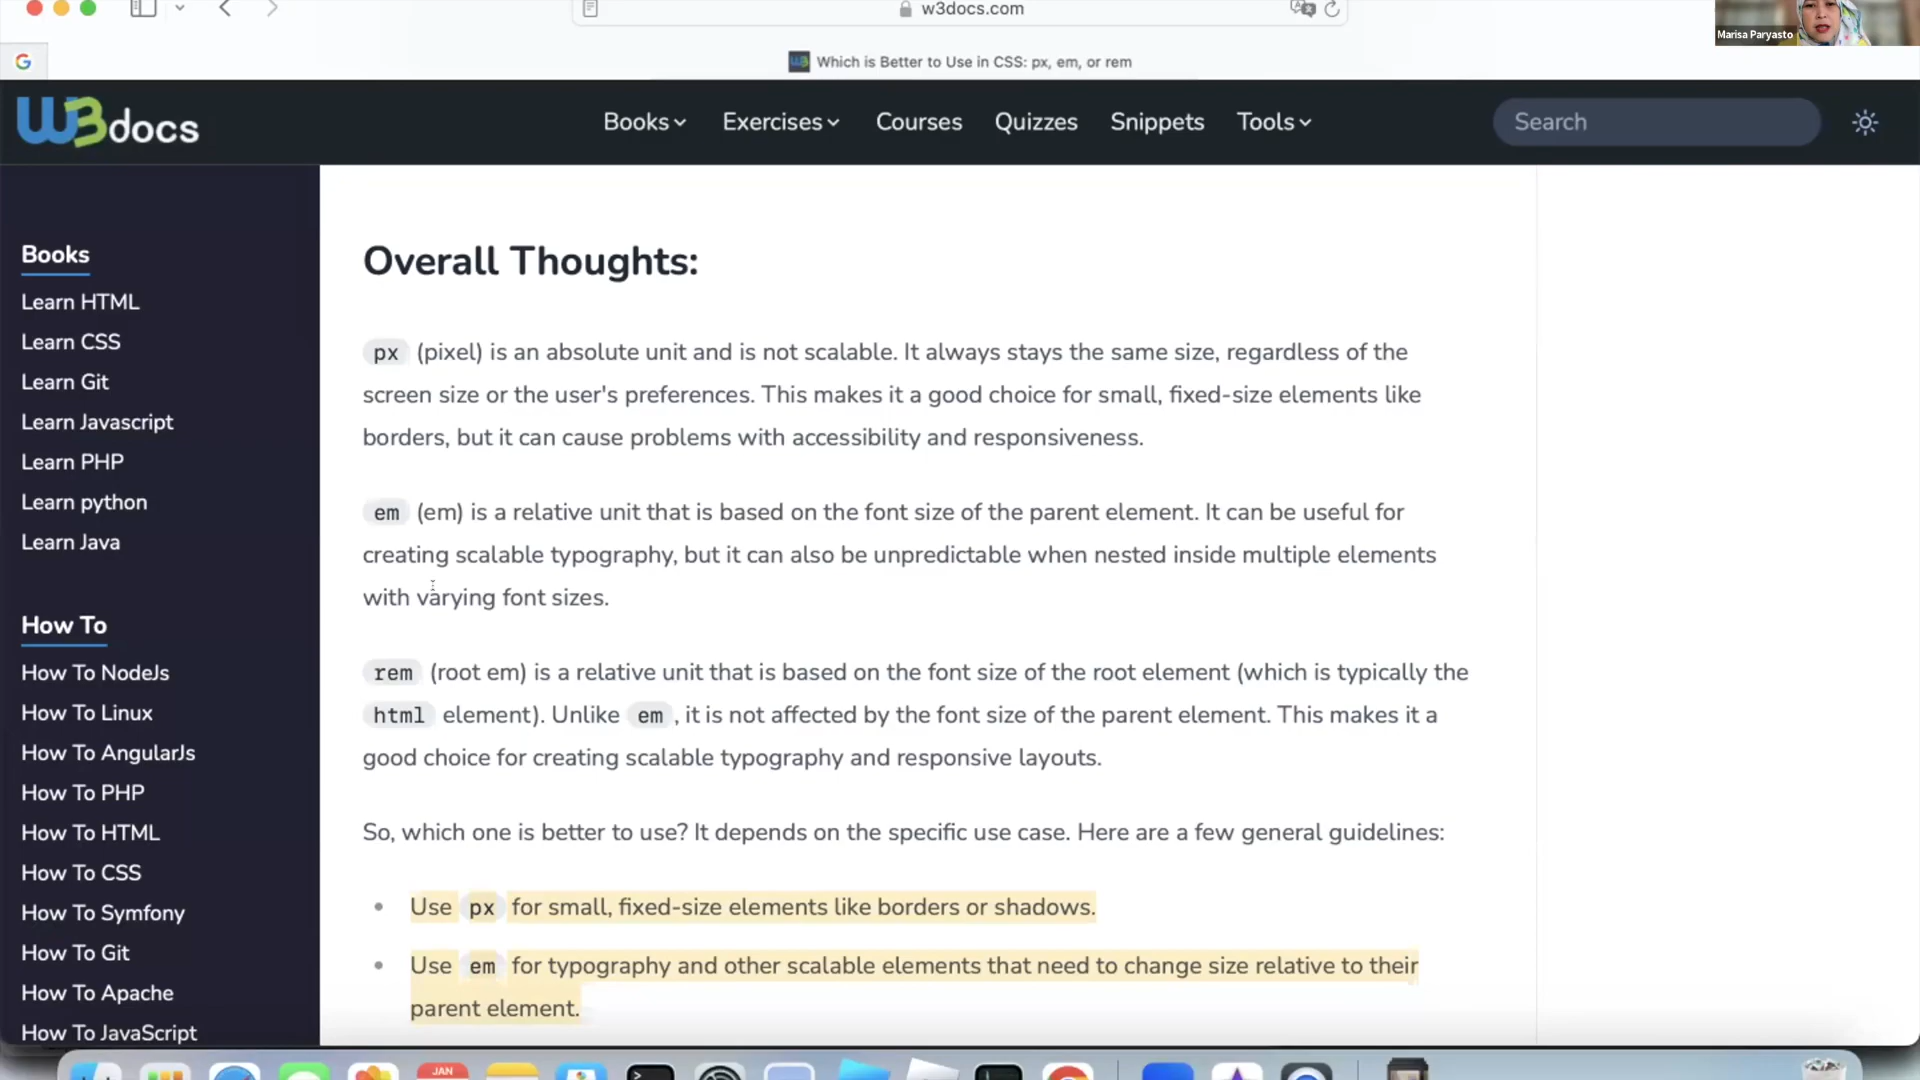 w3docs.com
Marisa Paryasto
Which is Better to Use in CSS: px, em, or rem
W3docs
Books
Exercises
Courses
Quizzes
Snippets
Tools
Search
Books
Learn HTML
Learn CSS
Learn Git
Learn Javascript
Learn PHP
Learn python
Learn Java
How To
How To NodeJs
How To Linux
How To AngularJs
How To PHP
How To HTML
How To CSS
How To Symfony
How To Git
How To Apache
How To JavaScript
Overall Thoughts:
px (pixel) is an absolute unit and is not scalable. It always stays the same size, regardless of the
screen size or the user's preferences. This makes it a good choice for small, fixed-size elements like
borders, but it can cause problems with accessibility and responsiveness.
em (em) is a relative unit that is based on the font size of the parent element. It can be useful for
creating scalable typography, but it can also be unpredictable when nested inside multiple elements
with varying font sizes.
rem (root em) is a relative unit that is based on the font size of the root element (which is typically the
html element). Unlike em, it is not affected by the font size of the parent element. This makes it a
good choice for creating scalable typography and responsive layouts.
So, which one is better to use? It depends on the specific use case. Here are a few general guidelines:
• Use px for small, fixed-size elements like borders or shadows.
• Use em for typography and other scalable elements that need to change size relative to their
parent element.
JAN